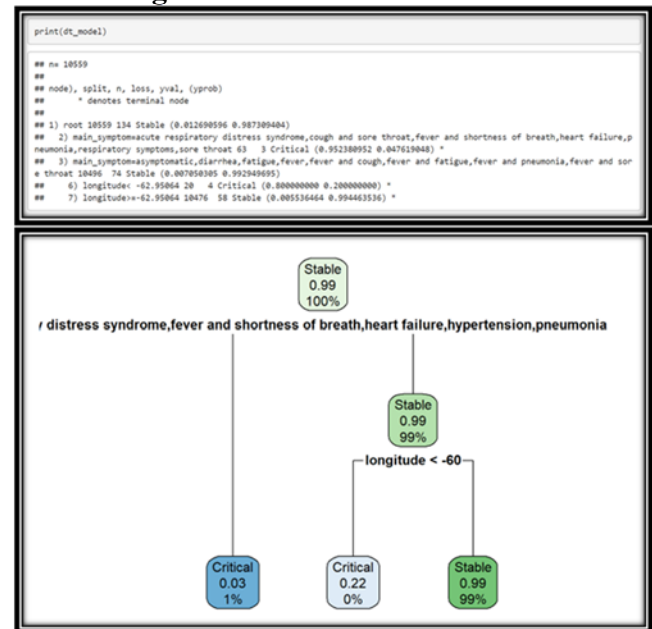 print(dt_model)
## n= 10559
##
## node), split, n, loss, yval, (yprob)
##       * denotes terminal node
##
## 1) root 10559 134 Stable (0.012690596 0.987309404)
##   2) main_symptom=acute respiratory distress syndrome,cough and sore throat,fever and shortness of breath,heart failure,p
neumonia,respiratory symptoms,sore throat 63   3 Critical (0.952380952 0.047619048) *
##   3) main_symptom=asymptomatic,diarrhea,fatigue,fever,fever and cough,fever and fatigue,fever and pneumonia,fever and sor
e throat 10496  74 Stable (0.007050305 0.992949695)
##     6) longitude< -62.95064 20   4 Critical (0.800000000 0.200000000) *
##     7) longitude>=-62.95064 10476  58 Stable (0.005536464 0.994463536) *
Stable
0.99
100%
distress syndrome,fever and shortness of breath,heart failure,hypertension,pneumonia
Stable
0.99
99%
longitude < -60
Critical
0.03
1%
Critical
0.22
0%
Stable
0.99
99%